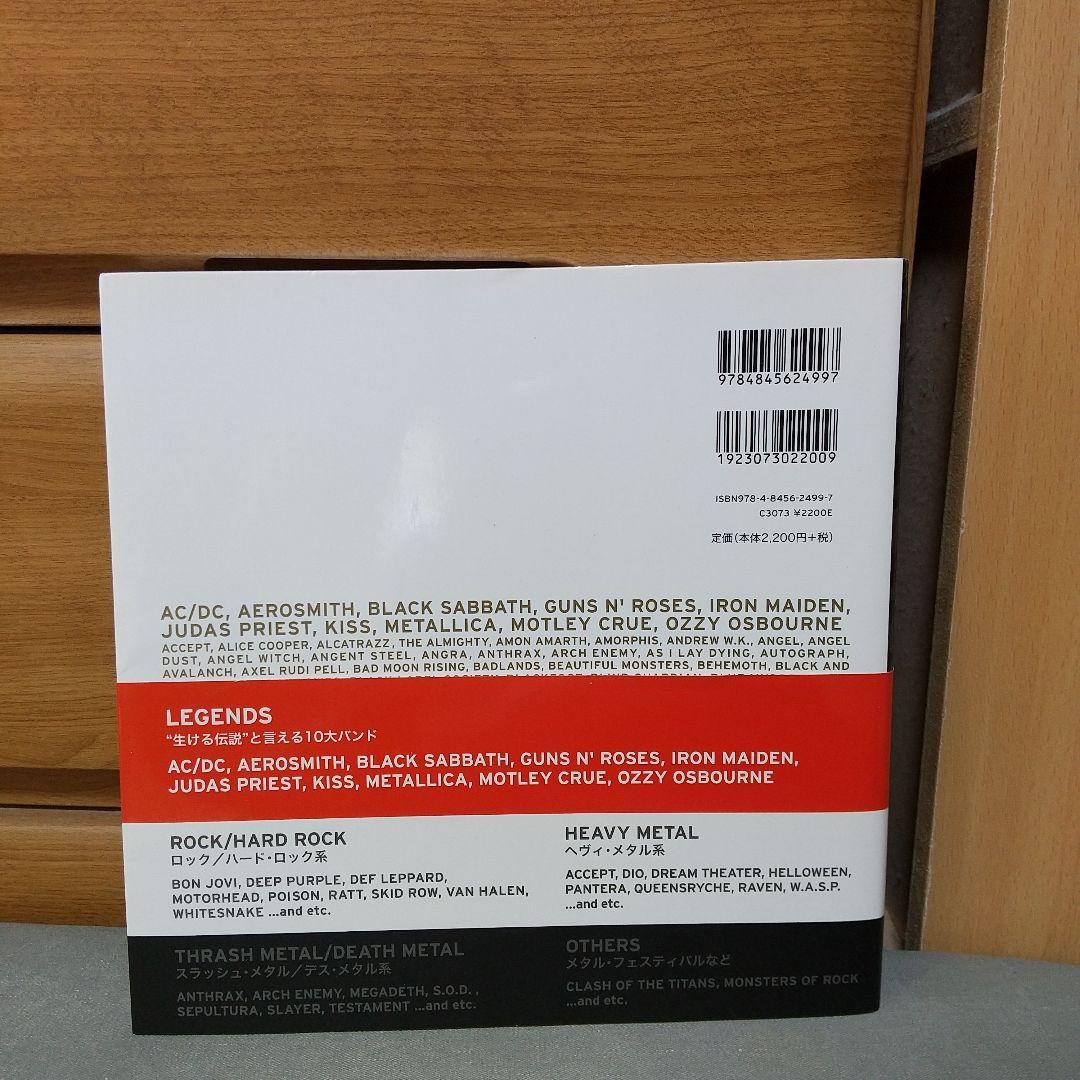 9784845624997
1923073022009
ISBN978-4-8456-2499-7
C3073 ¥2200E
定価(本体2,200円+税)
AC/DC, AEROSMITH, BLACK SABBATH, GUNS N' ROSES, IRON MAIDEN,
JUDAS PRIEST, KISS, METALLICA, MOTLEY CRUE, OZZY OSBOURNE
ACCEPT, ALICE COOPER, ALCATRAZZ, THE ALMIGHTY, AMON AMARTH, AMORPHIS, ANDREW W.K., ANGEL, ANGEL
DUST, ANGEL WITCH, ANGENT STEEL, ANGRA, ANTHRAX, ARCH ENEMY, AS I LAY DYING, AUTOGRAPH,
AVALANCH, AXEL RUDI PELL, BAD MOON RISING, BADLANDS, BEAUTIFUL MONSTERS, BEHEMOTH, BLACK AND
LEGENDS
“生ける伝説”と言える10大バンド
AC/DC, AEROSMITH, BLACK SABBATH, GUNS N' ROSES, IRON MAIDEN,
JUDAS PRIEST, KISS, METALLICA, MOTLEY CRUE, OZZY OSBOURNE
ROCK/HARD ROCK
ロック/ハード・ロック系
BON JOVI, DEEP PURPLE, DEF LEPPARD,
MOTORHEAD, POISON, RATT, SKID ROW, VAN HALEN,
WHITESNAKE ...and etc.
HEAVY METAL
ヘヴィ・メタル系
ACCEPT, DIO, DREAM THEATER, HELLOWEEN,
PANTERA, QUEENSRYCHE, RAVEN, W.A.S.P.
...and etc.
THRASH METAL/DEATH METAL
スラッシュ・メタル/デス・メタル系
ANTHRAX, ARCH ENEMY, MEGADETH, S.O.D. ,
SEPULTURA, SLAYER, TESTAMENT ...and etc.
OTHERS
メタル・フェスティバルなど
CLASH OF THE TITANS, MONSTERS OF ROCK
...and etc.